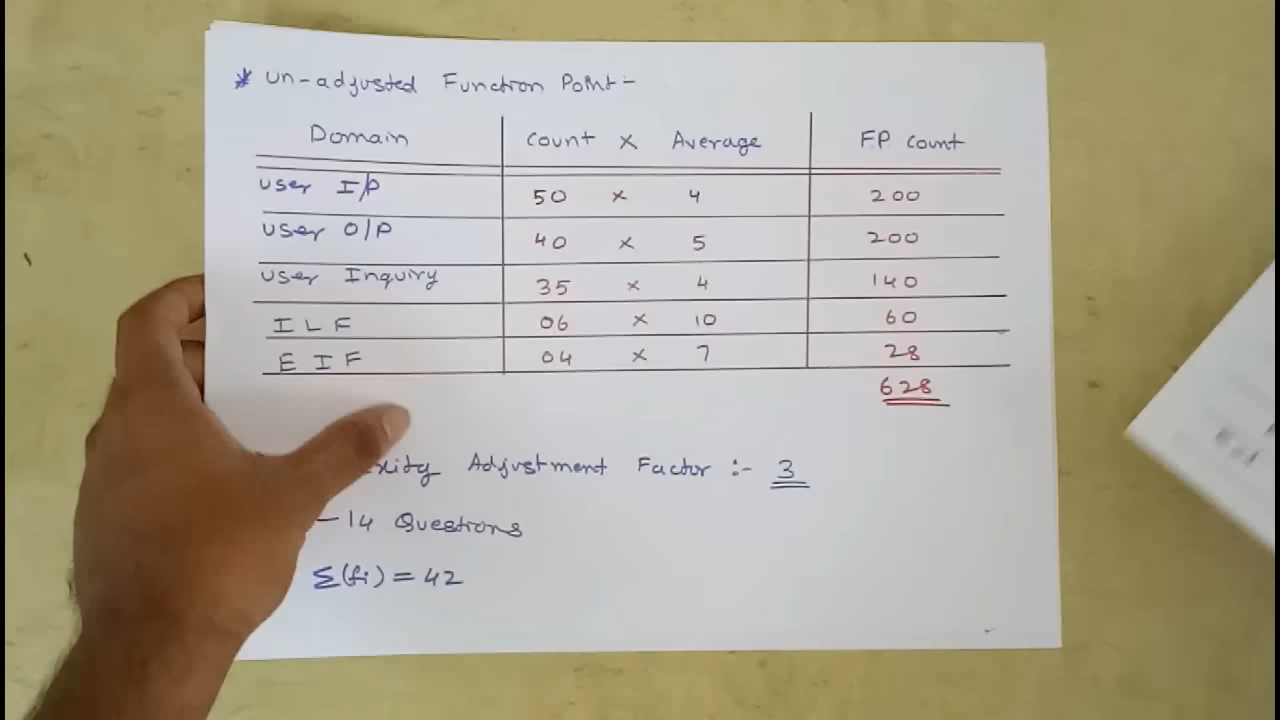 * un-adjusted Function Point-
Domain Count x Average FP Count
User I/P 50 x 4 200
User O/P 40 x 5 200
User Inquiry 35 x 4 140
ILF 06 x 10 60
EIF 04 x 7 28
628
Adjustment Factor :- 3
- 14 Questions
Σ(fi) = 42